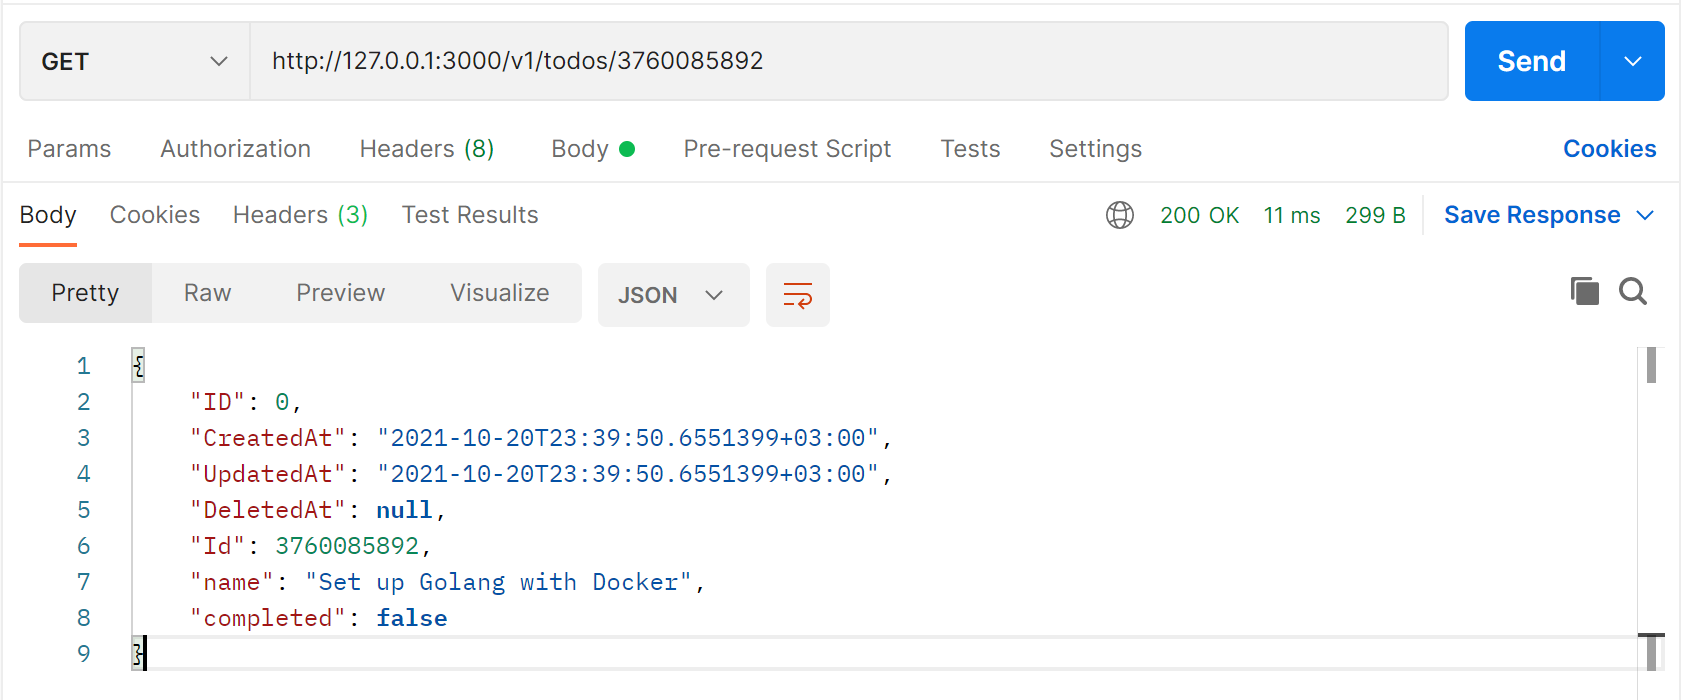 GET http://127.0.0.1:3000/v1/todos/3760085892 Send
Params Authorization Headers (8) Body Pre-request Script Tests Settings Cookies
Body Cookies Headers (3) Test Results 200 OK 11 ms 299 B Save Response
Pretty Raw Preview Visualize JSON
1 {
2 "ID": 0,
3 "CreatedAt": "2021-10-20T23:39:50.6551399+03:00",
4 "UpdatedAt": "2021-10-20T23:39:50.6551399+03:00",
5 "DeletedAt": null,
6 "Id": 3760085892,
7 "name": "Set up Golang with Docker",
8 "completed": false
9 }